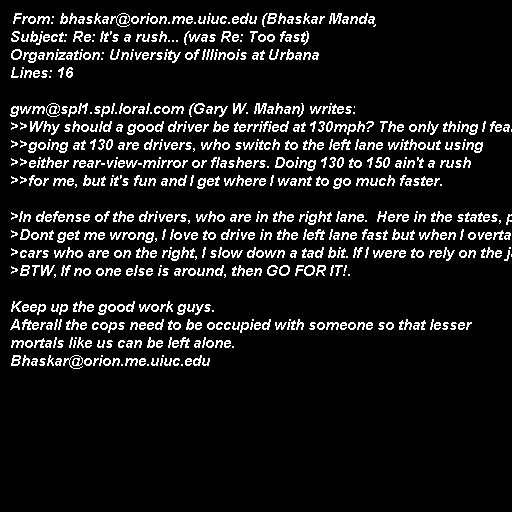 From: bhaskar@orion.me.uiuc.edu (Bhaskar Manda
Subject: Re: It's a rush... (was Re: Too fast)
Organization: University of Illinois at Urbana
Lines: 16

gwm@spl1.spl.loral.com (Gary W. Mahan) writes:
>>Why should a good driver be terrified at 130mph? The only thing I fea
>>going at 130 are drivers, who switch to the left lane without using
>>either rear-view-mirror or flashers. Doing 130 to 150 ain't a rush
>>for me, but it's fun and I get where I want to go much faster.

>In defense of the drivers, who are in the right lane.  Here in the states, p
>Dont get me wrong, I love to drive in the left lane fast but when I overta
>cars who are on the right, I slow down a tad bit. If I were to rely on the ja
>BTW, If no one else is around, then GO FOR IT!.

Keep up the good work guys.
Afterall the cops need to be occupied with someone so that lesser
mortals like us can be left alone.
Bhaskar@orion.me.uiuc.edu